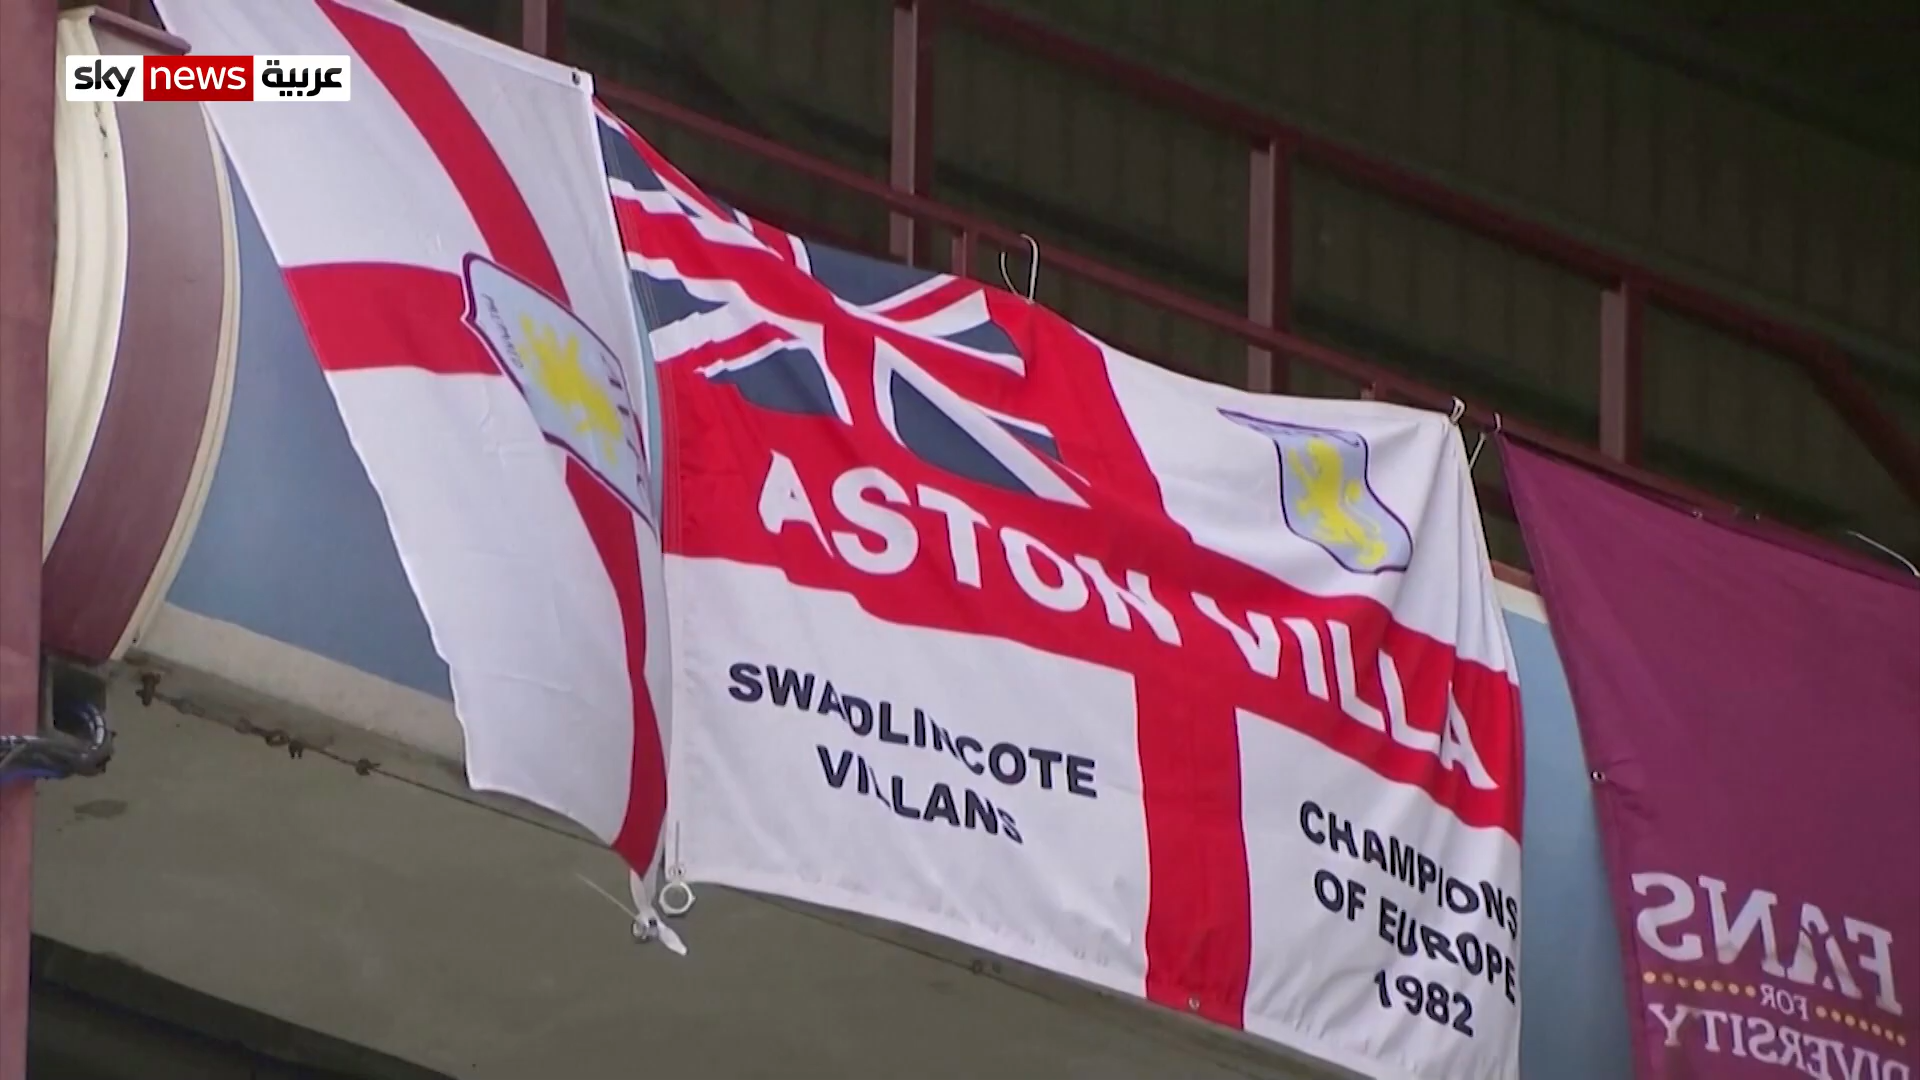 sky news عربية
ASTON VILLA
SWADLINCOTE
VILLANS
CHAMPIONS
OF EUROPE
1982
FANS
FOR
DIVERSITY